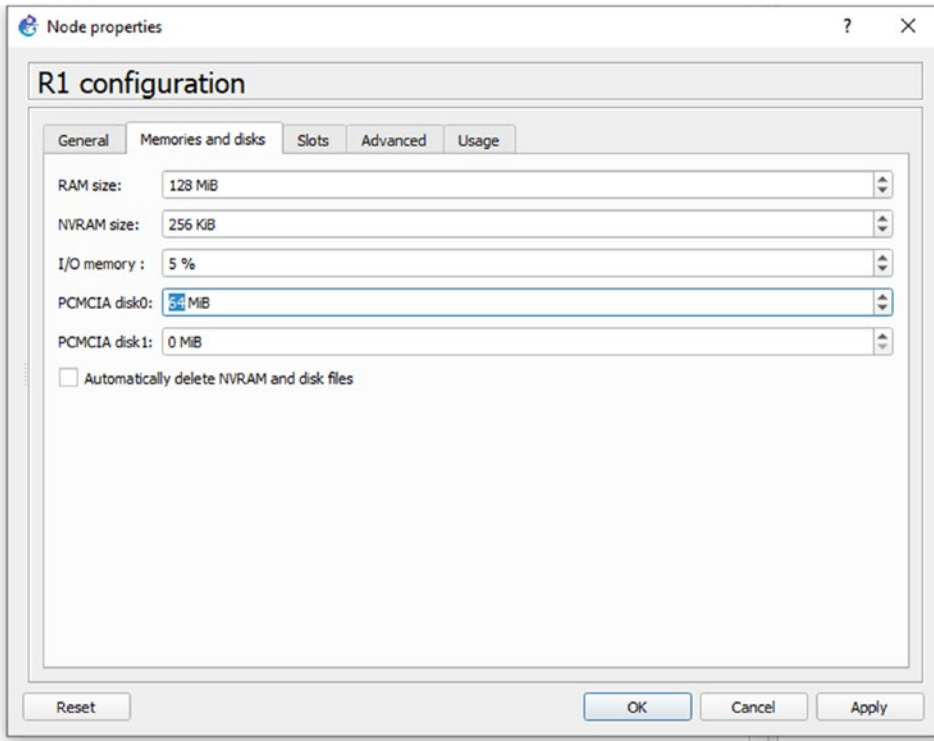 Node properties
R1 configuration
General Memories and disks Slots Advanced Usage
RAM size: 128 MiB
NVRAM size: 256 KiB
I/O memory : 5 %
PCMCIA disk0: 64 MiB
PCMCIA disk1: 0 MiB
Automatically delete NVRAM and disk files
Reset OK Cancel Apply